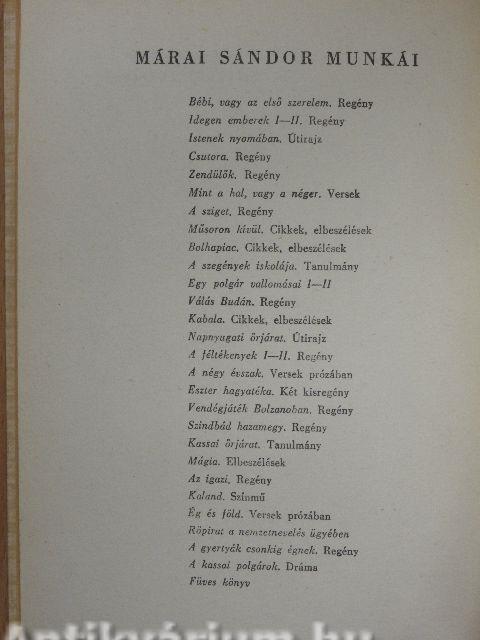 MÁRAI SÁNDOR MUNKÁI
Bébi, vagy az első szerelem. Regény
Idegen emberek I—II. Regény
Istenek nyomában. Útirajz
Csutora. Regény
Zendülők. Regény
Mint a hal, vagy a néger. Versek
A sziget. Regény
Műsoron kívül. Cikkek, elbeszélések
Bolhapiac. Cikkek, elbeszélések
A szegények iskolája. Tanulmány
Egy polgár vallomásai I—II
Válás Budán. Regény
Kabala. Cikkek, elbeszélések
Napnyugati őrjárat. Útirajz
A féltékenyek I—II. Regény
A négy évszak. Versek prózában
Eszter hagyatéka. Két kisregény
Vendégjáték Bolzanoban. Regény
Szindbád hazamegy. Regény
Kassai őrjárat. Tanulmány
Mágia. Elbeszélések
Az igazi. Regény
Kaland. Színmű
Ég és föld. Versek prózában
Röpirat a nemzetnevelés ügyében
A gyertyák csonkig égnek. Regény
A kassai polgárok. Dráma
Füves könyv
Antikvárium.hu